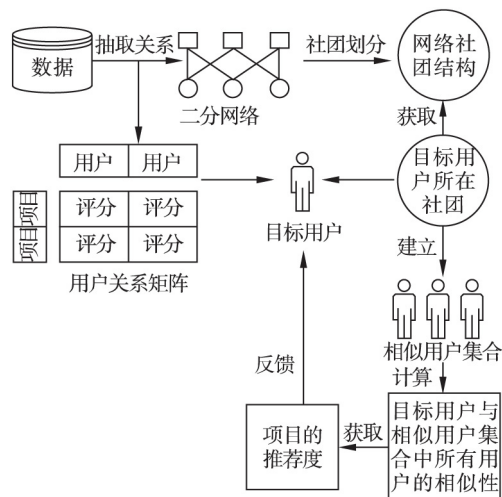 数据
抽取关系
二分网络
社团划分
网络社
团结构
获取
用户 用户
项目 评分 评分
项目 评分 评分
用户关系矩阵
目标用户
目标用
户所在
社团
建立
相似用户集合
计算
反馈
项目的
推荐度
获取
目标用户与
相似用户集
合中所有用
户的相似性